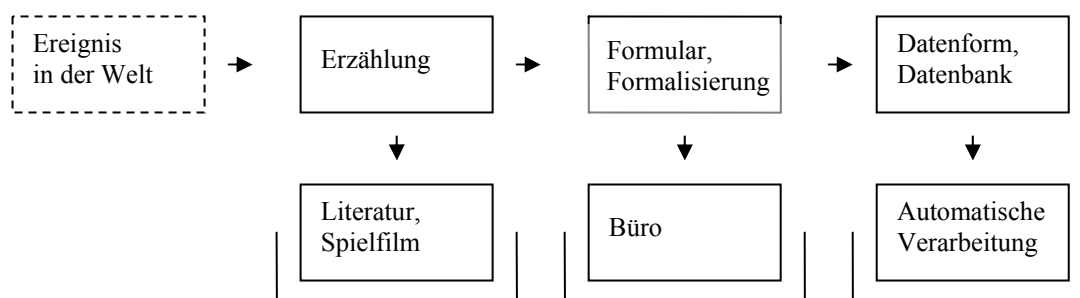 Ereignis
in der Welt
Erzählung
Formular,
Formalisierung
Datenform,
Datenbank
Literatur,
Spielfilm
Büro
Automatische
Verarbeitung